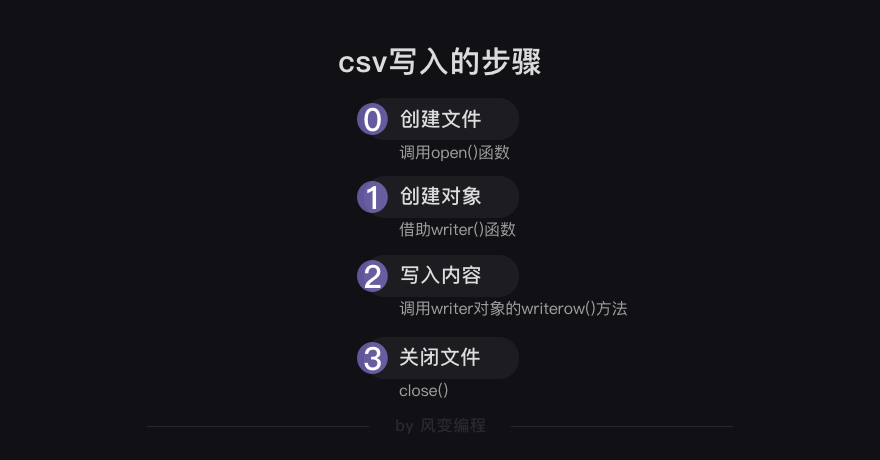 csv写入的步骤
0 创建文件
调用open()函数
1 创建对象
借助writer()函数
2 写入内容
调用writer对象的writerow()方法
3 关闭文件
close()
by 风变编程